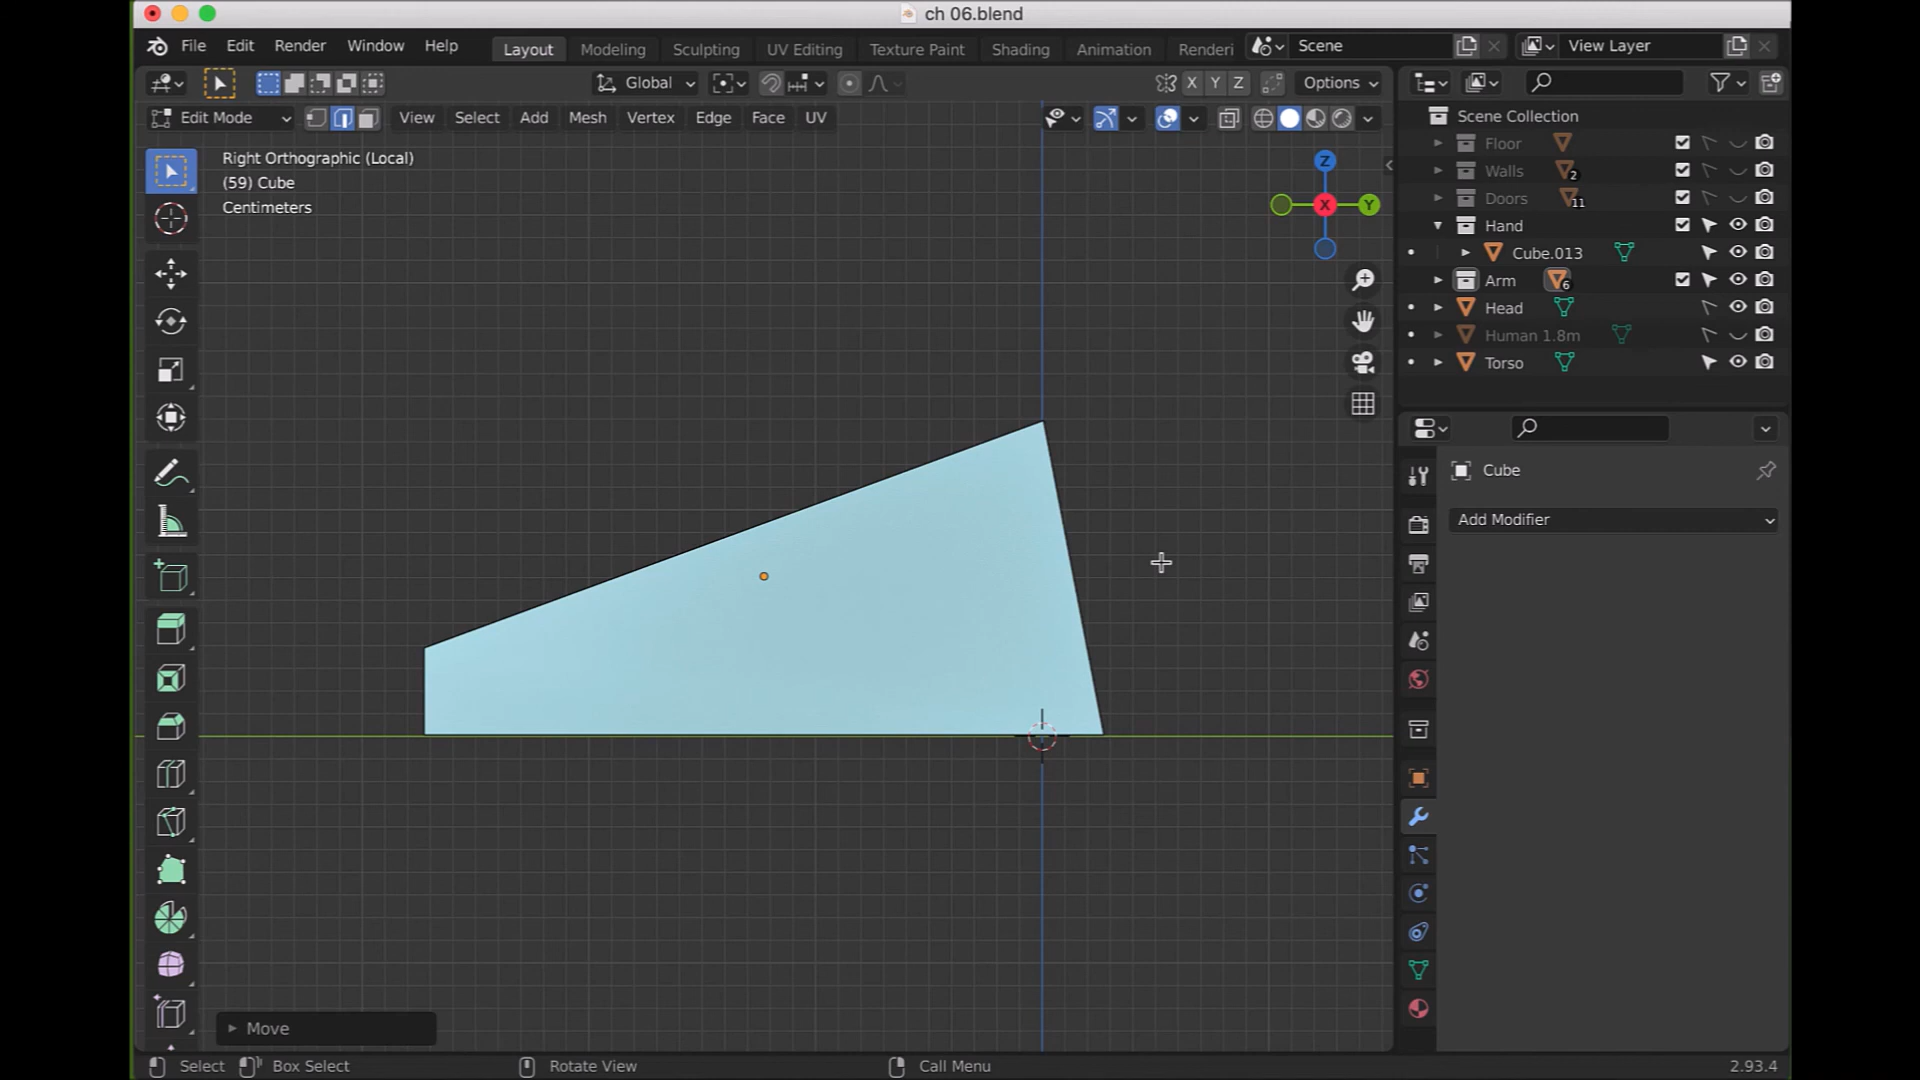 ch 06.blend
File Edit Render Window Help Layout Modeling Sculpting UV Editing Texture Paint Shading Animation Renderi Scene View Layer
Global X Y Z Options
Edit Mode View Select Add Mesh Vertex Edge Face UV
Right Orthographic (Local)
(59) Cube
Centimeters
Z
X Y
Scene Collection
Floor
Walls 2
Doors 11
Hand
Cube.013
Arm 6
Head
Human 1.8m
Torso
Cube
Add Modifier
Move
Select Box Select Rotate View Call Menu 2.93.4